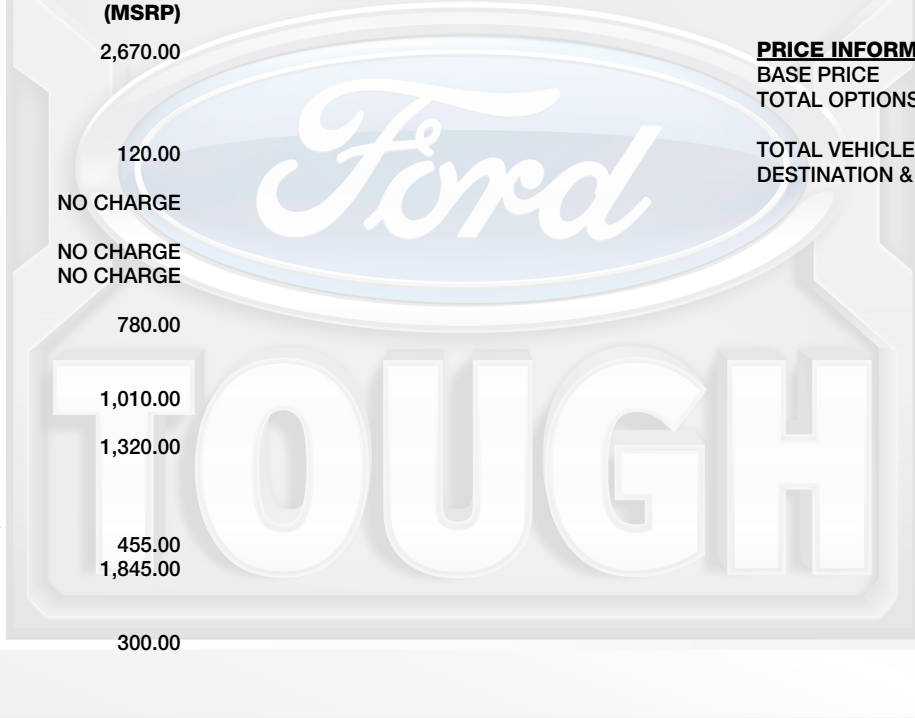 (MSRP)
2,670.00
120.00
NO CHARGE
NO CHARGE
NO CHARGE
780.00
1,010.00
1,320.00
455.00
1,845.00
300.00
PRICE INFORM
BASE PRICE
TOTAL OPTIONS
TOTAL VEHICLE
DESTINATION &
Ford
TOUGH